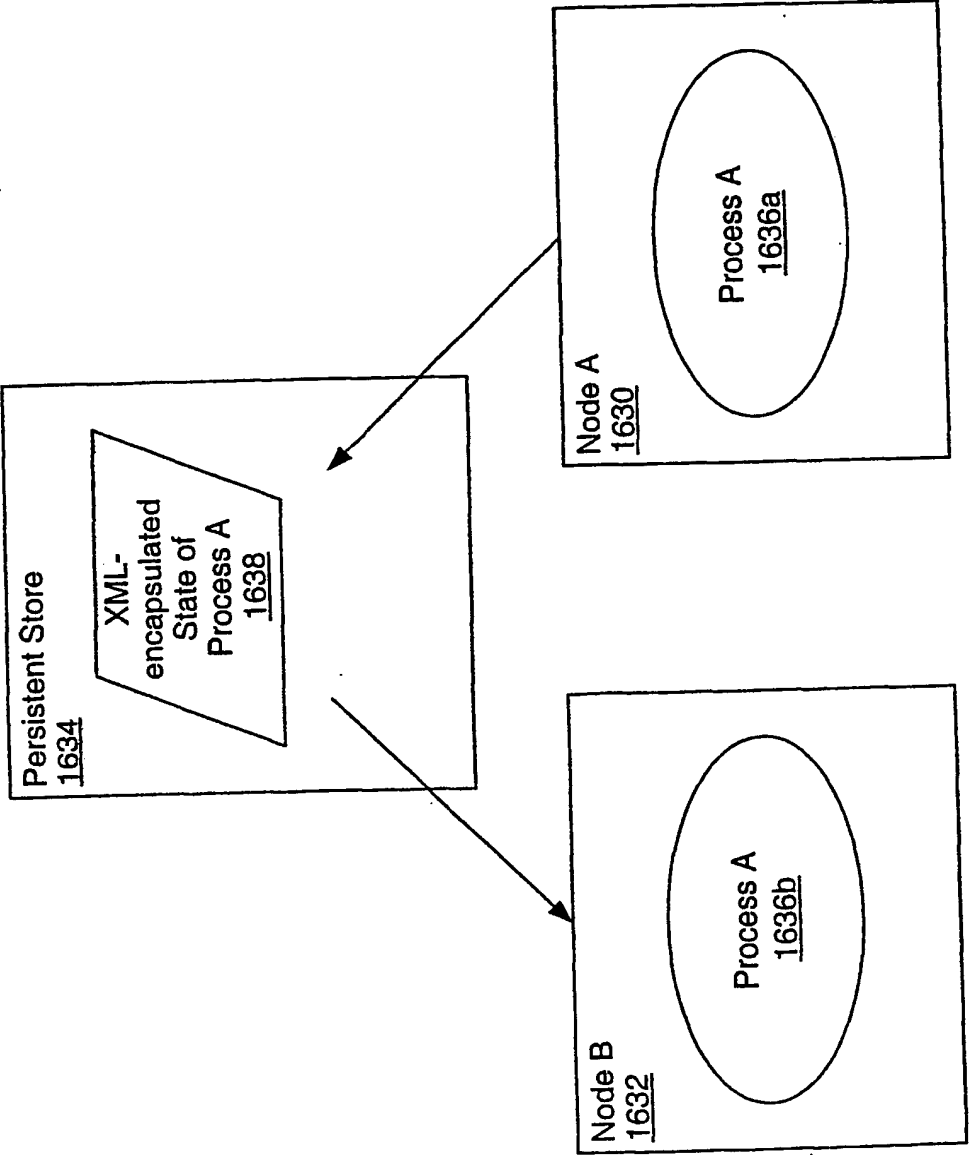 Persistent Store
1634
XML-
encapsulated
State of
Process A
1638
Node B
1632
Process A
1636b
Node A
1630
Process A
1636a